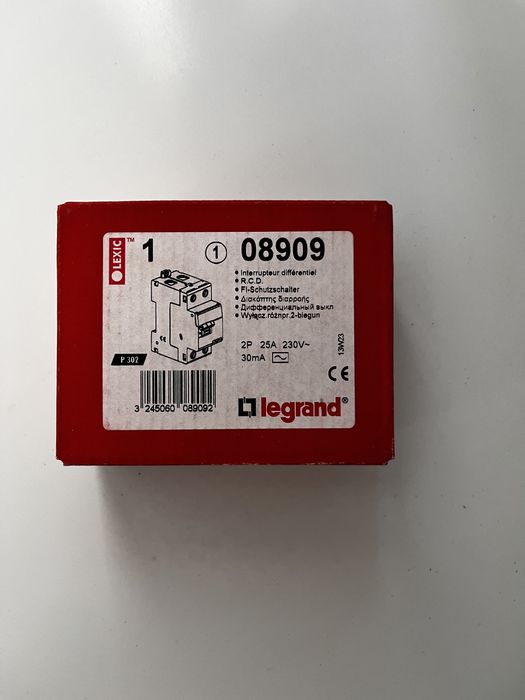 LEXIC™
1
1
08909
• Interrupteur différentiel
• R.C.D.
• FI-Schutzschalter
• Διακόπτης διαρροής
• Дифференциальный выкл
• Wyłącz.różnpr.2-biegun
2P 25A 230V~
30mA
13W23
P 302
CE
3 245060 089092
legrand®